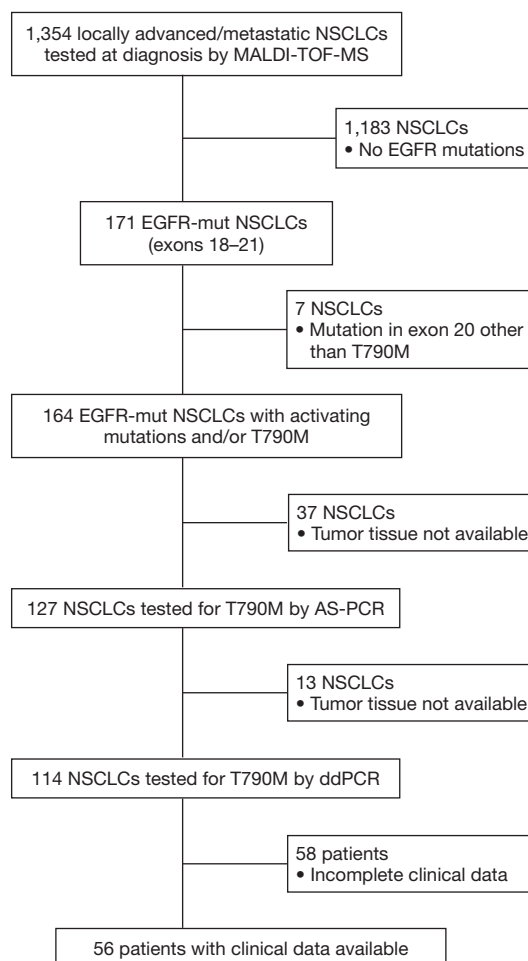 1,354 locally advanced/metastatic NSCLCs
tested at diagnosis by MALDI-TOF-MS
1,183 NSCLCs
• No EGFR mutations
171 EGFR-mut NSCLCs
(exons 18–21)
7 NSCLCs
• Mutation in exon 20 other
than T790M
164 EGFR-mut NSCLCs with activating
mutations and/or T790M
37 NSCLCs
• Tumor tissue not available
127 NSCLCs tested for T790M by AS-PCR
13 NSCLCs
• Tumor tissue not available
114 NSCLCs tested for T790M by ddPCR
58 patients
• Incomplete clinical data
56 patients with clinical data available